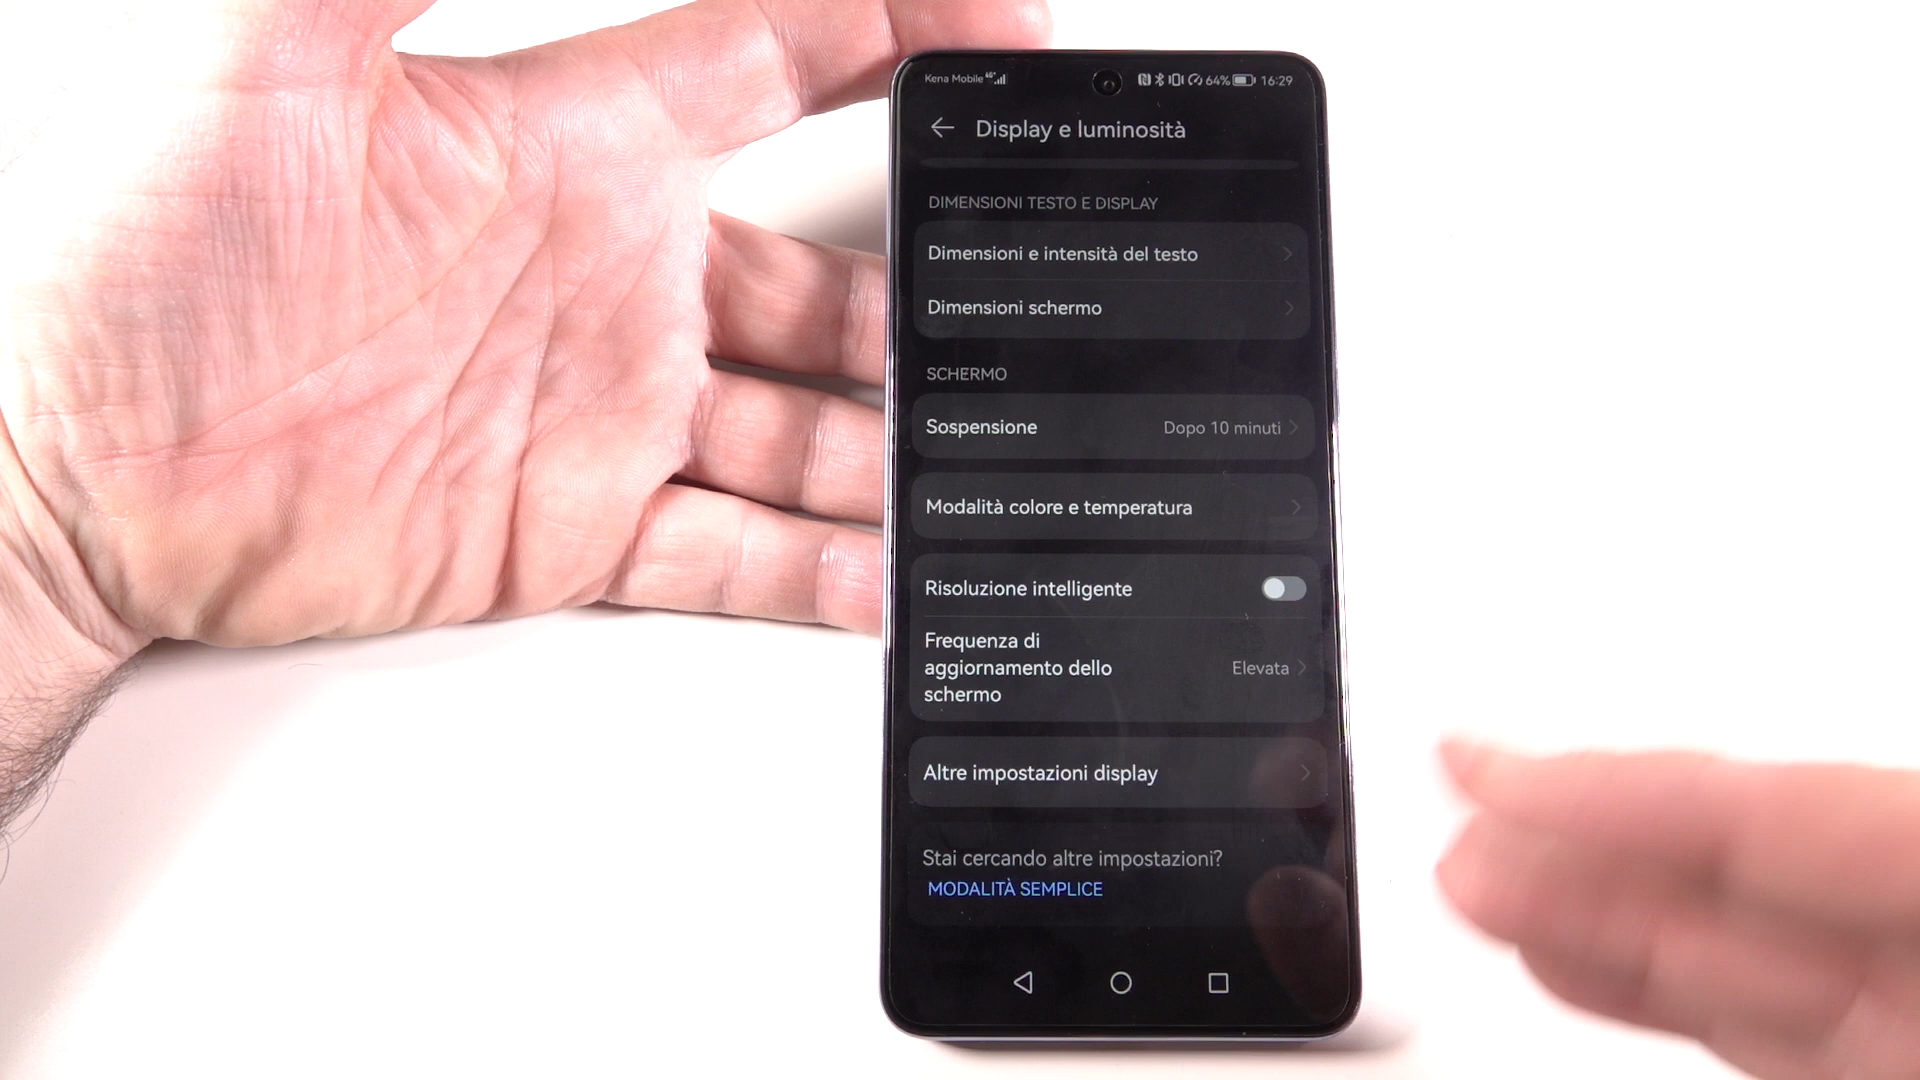 Kena Mobile 4G+ 64% 16:29
Display e luminosità
DIMENSIONI TESTO E DISPLAY
Dimensioni e intensità del testo
Dimensioni schermo
SCHERMO
Sospensione Dopo 10 minuti
Modalità colore e temperatura
Risoluzione intelligente
Frequenza di
aggiornamento dello
schermo
Elevata
Altre impostazioni display
Stai cercando altre impostazioni?
MODALITÀ SEMPLICE